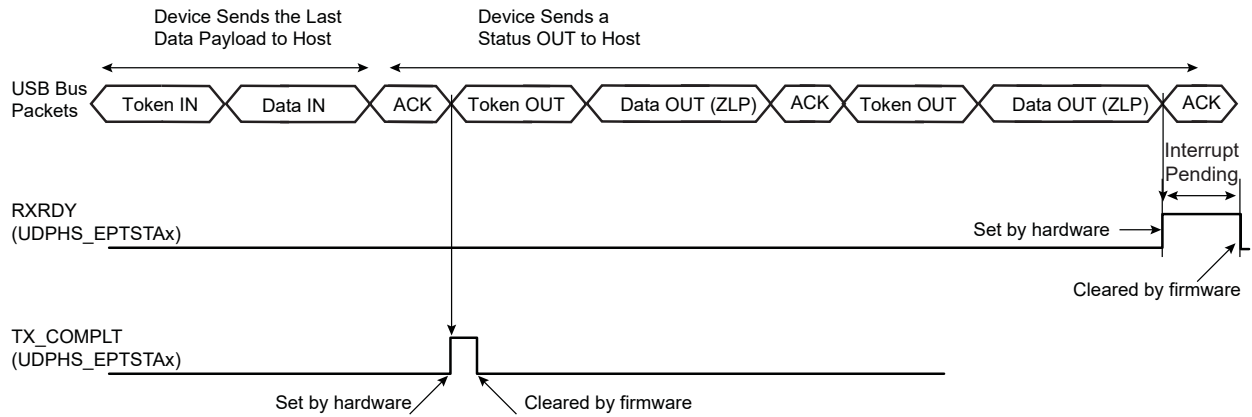 Device Sends the Last
Data Payload to Host
Device Sends a
Status OUT to Host
USB Bus
Packets
Token IN
Data IN
ACK
Token OUT
Data OUT (ZLP)
ACK
Token OUT
Data OUT (ZLP)
ACK
Interrupt
Pending
RXRDY
(UDPHS_EPTSTAx)
Set by hardware
Cleared by firmware
TX_COMPLT
(UDPHS_EPTSTAx)
Set by hardware
Cleared by firmware